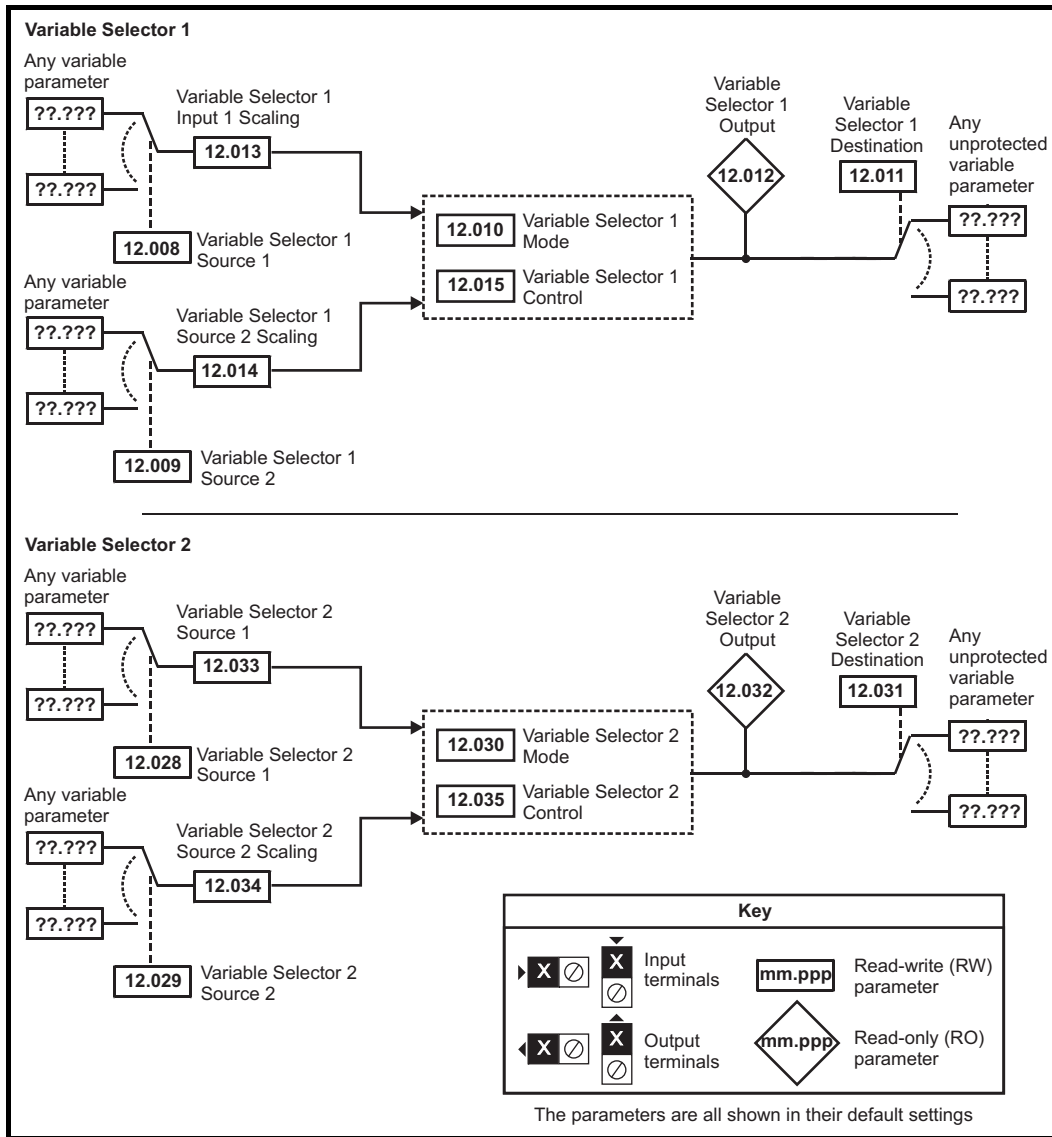 Variable Selector 1
Any variable
parameter
??.???
??.???
Variable Selector 1
Input 1 Scaling
12.013
12.008
Variable Selector 1
Source 1
Any variable
parameter
??.???
??.???
Variable Selector 1
Source 2 Scaling
12.014
12.009
Variable Selector 1
Source 2
12.010
Variable Selector 1
Mode
12.015
Variable Selector 1
Control
Variable
Selector 1
Output
12.012
Variable
Selector 1
Destination
12.011
Any
unprotected
variable
parameter
??.???
??.???
Variable Selector 2
Any variable
parameter
??.???
??.???
Variable Selector 2
Source 1
12.033
12.028
Variable Selector 2
Source 1
Any variable
parameter
??.???
??.???
Variable Selector 2
Source 2 Scaling
12.034
12.029
Variable Selector 2
Source 2
12.030
Variable Selector 2
Mode
12.035
Variable Selector 2
Control
Variable
Selector 2
Output
12.032
Variable
Selector 2
Destination
12.031
Any
unprotected
variable
parameter
??.???
??.???
Key
X
X
Input
terminals
mm.ppp
Read-write (RW)
parameter
X
X
Output
terminals
mm.ppp
Read-only (RO)
parameter
The parameters are all shown in their default settings